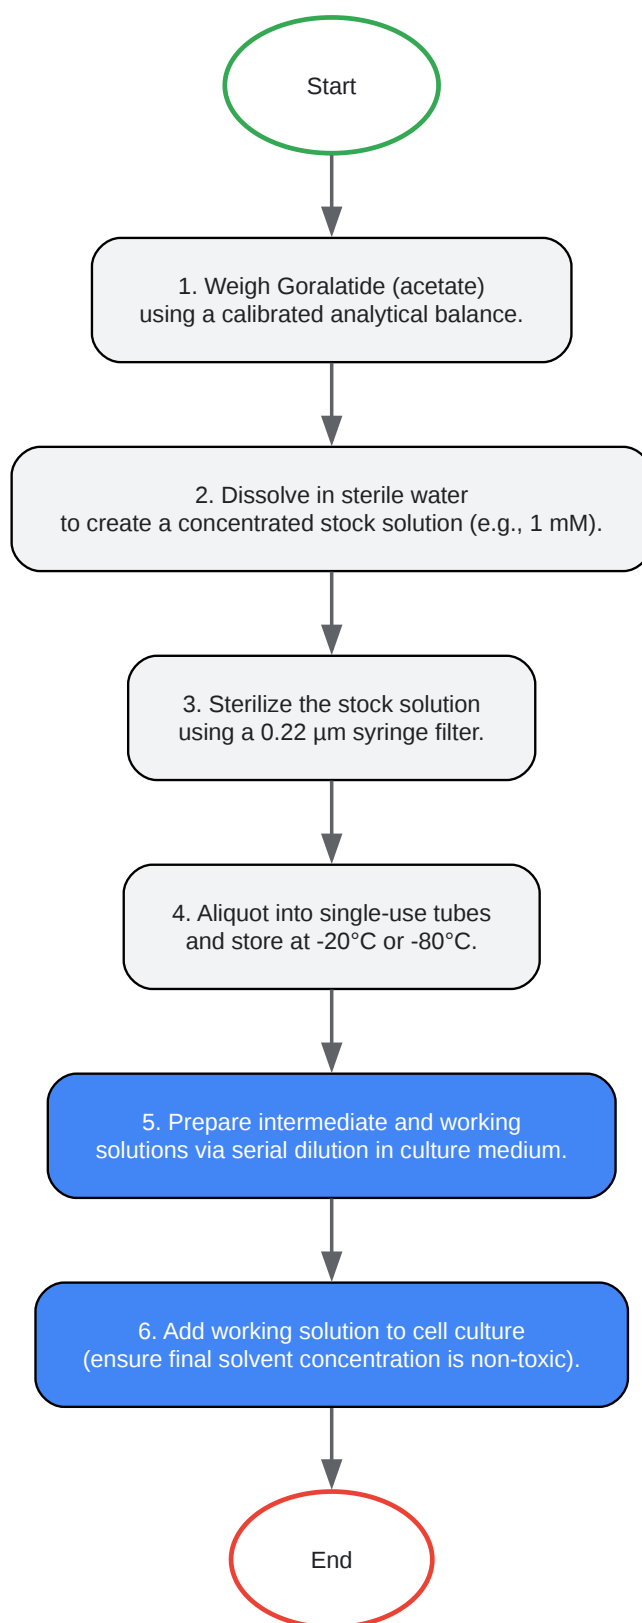 Start
1. Weigh Goralatide (acetate)
using a calibrated analytical balance.
2. Dissolve in sterile water
to create a concentrated stock solution (e.g., 1 mM).
3. Sterilize the stock solution
using a 0.22 µm syringe filter.
4. Aliquot into single-use tubes
and store at -20°C or -80°C.
5. Prepare intermediate and working
solutions via serial dilution in culture medium.
6. Add working solution to cell culture
(ensure final solvent concentration is non-toxic).
End